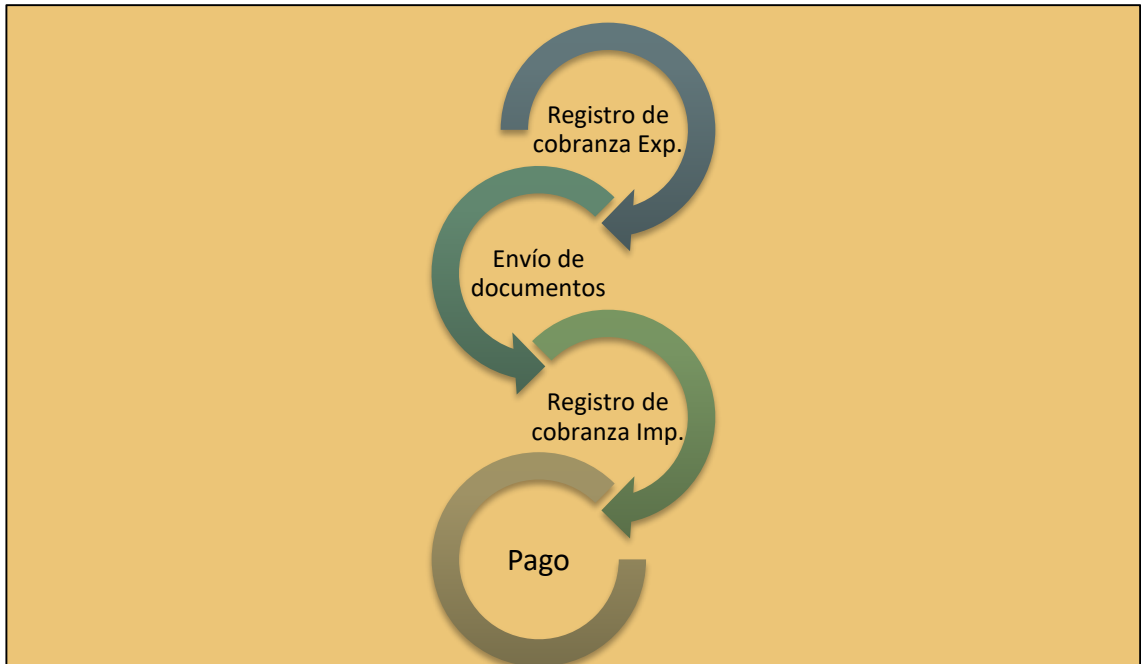 Registro de
cobranza Exp.
Envío de
documentos
Registro de
cobranza Imp.
Pago